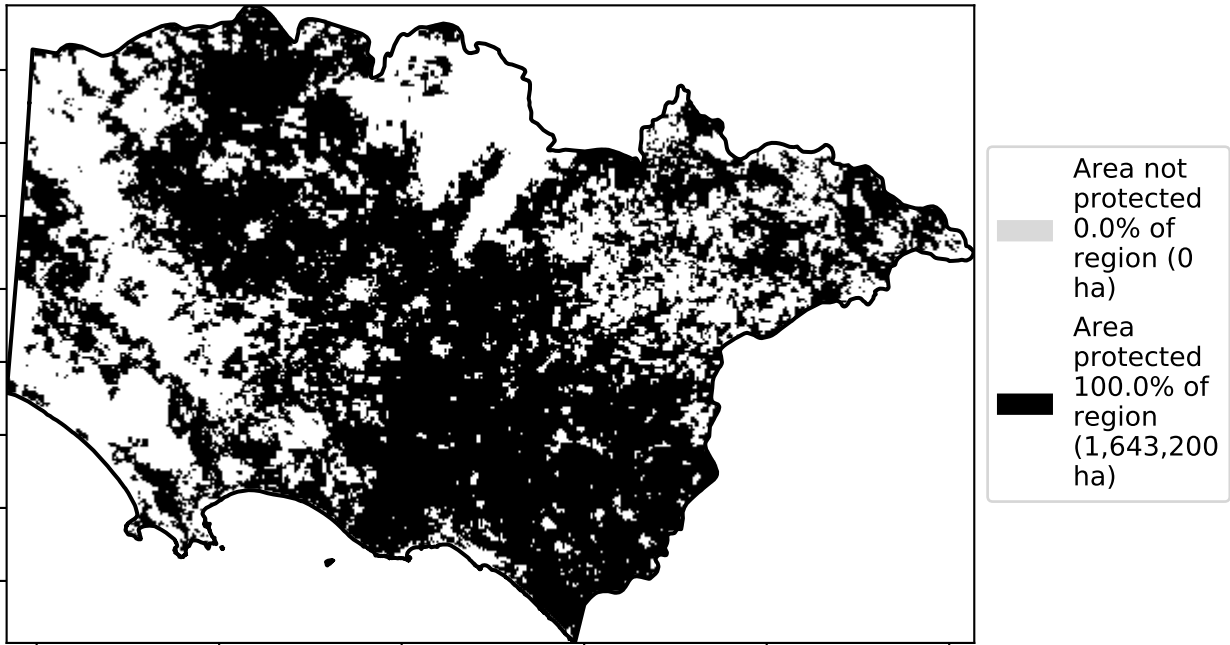 Area not
protected
0.0% of
region (0
ha)
Area
protected
100.0% of
region
(1,643,200
ha)